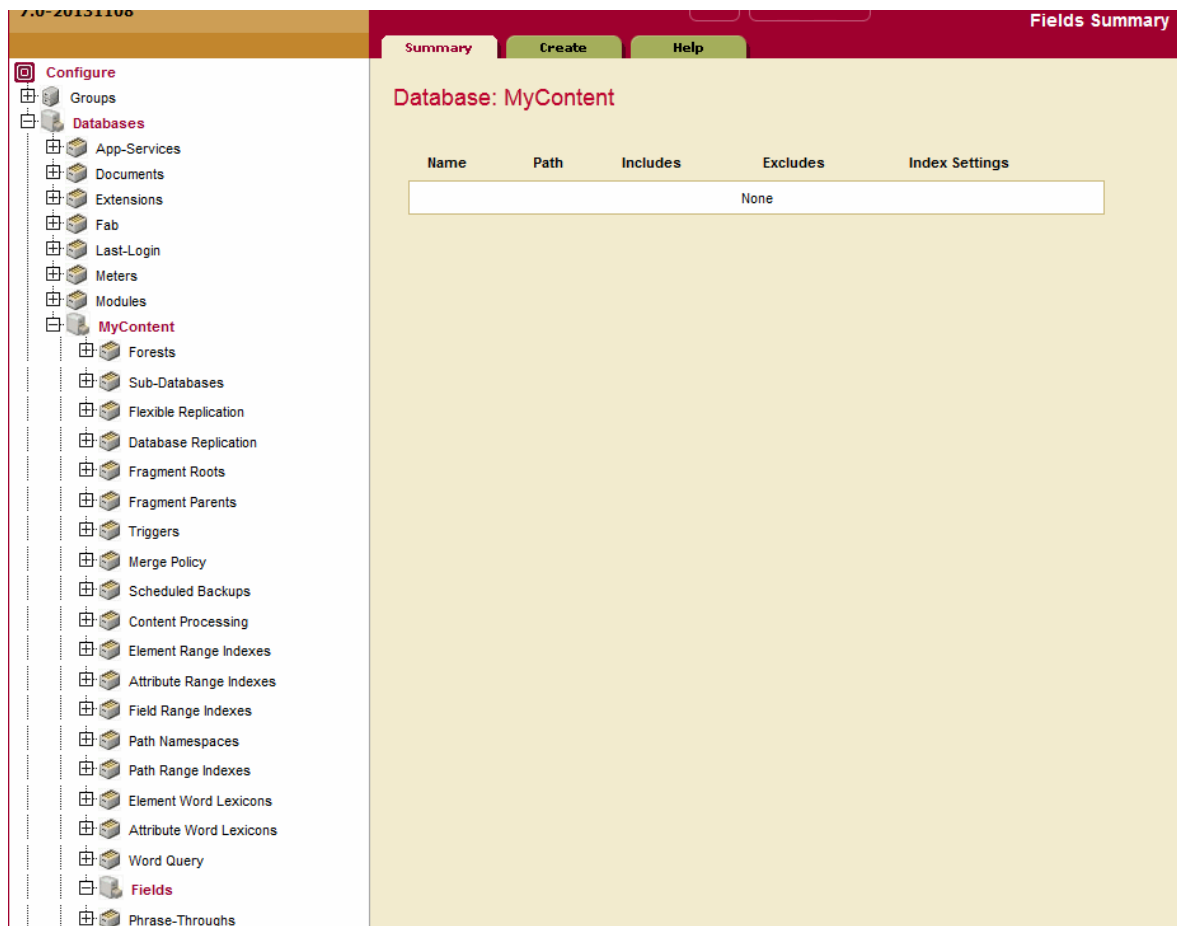 7.0-20131108
Fields Summary
Summary Create Help
Configure
Groups
Databases
App-Services
Documents
Extensions
Fab
Last-Login
Meters
Modules
MyContent
Forests
Sub-Databases
Flexible Replication
Database Replication
Fragment Roots
Fragment Parents
Triggers
Merge Policy
Scheduled Backups
Content Processing
Element Range Indexes
Attribute Range Indexes
Field Range Indexes
Path Namespaces
Path Range Indexes
Element Word Lexicons
Attribute Word Lexicons
Word Query
Fields
Phrase-Throughs
Database: MyContent
Name Path Includes Excludes Index Settings
None